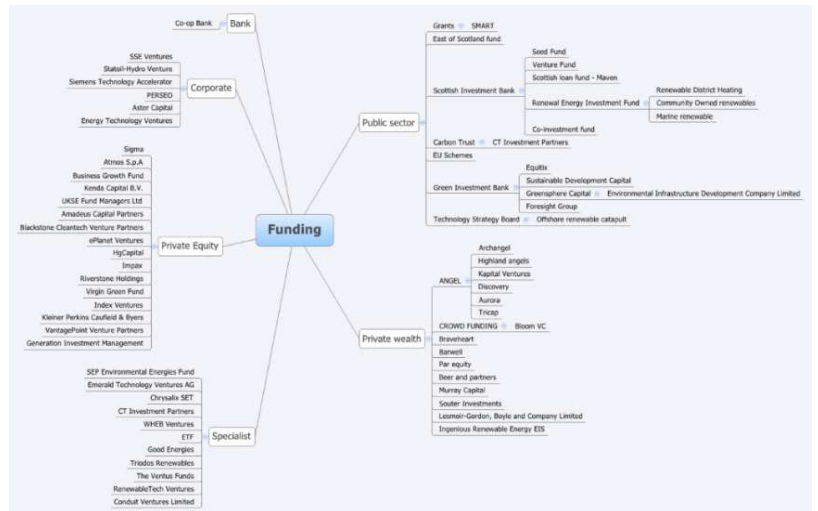 Funding
Bank
Co-op Bank
Corporate
SSE Ventures
Statoil-Hydro Venture
Siemens Technology Accelerator
PERSEO
Aster Capital
Energy Technology Ventures
Private Equity
Sigma
Atmos S.p.A
Business Growth Fund
Kenda Capital B.V.
UKSE Fund Managers Ltd
Amadeus Capital Partners
Blackstone Cleantech Venture Partners
ePlanet Ventures
HgCapital
Impax
Riverstone Holdings
Virgin Green Fund
Index Ventures
Kleiner Perkins Caufield & Byers
VantagePoint Venture Partners
Generation Investment Management
Specialist
SEP Environmental Energies Fund
Emerald Technology Ventures AG
Chrysalix SET
CT Investment Partners
WHEB Ventures
ETF
Good Energies
Triodos Renewables
The Ventus Funds
RenewableTech Ventures
Conduit Ventures Limited
Public sector
Grants
SMART
East of Scotland fund
Scottish Investment Bank
Seed Fund
Venture Fund
Scottish loan fund - Maven
Renewal Energy Investment Fund
Renewable District Heating
Community Owned renewables
Marine renewable
Co-investment fund
Carbon Trust
CT Investment Partners
EU Schemes
Green Investment Bank
Equitix
Sustainable Development Capital
Greensphere Capital
Environmental Infrastructure Development Company Limited
Foresight Group
Technology Strategy Board
Offshore renewable catapult
Private wealth
ANGEL
Archangel
Highland angels
Kapital Ventures
Discovery
Aurora
Tricap
CROWD FUNDING
Bloom VC
Braveheart
Barwell
Par equity
Beer and partners
Murray Capital
Souter Investments
Lesmoir-Gordon, Boyle and Company Limited
Ingenious Renewable Energy EIS